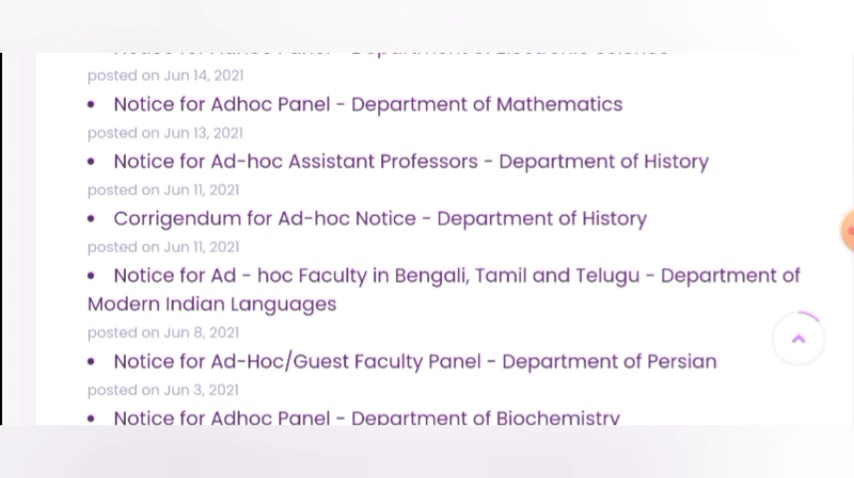 posted on Jun 14, 2021
• Notice for Adhoc Panel - Department of Mathematics
posted on Jun 13, 2021
• Notice for Ad-hoc Assistant Professors - Department of History
posted on Jun 11, 2021
• Corrigendum for Ad-hoc Notice - Department of History
posted on Jun 11, 2021
• Notice for Ad - hoc Faculty in Bengali, Tamil and Telugu - Department of
Modern Indian Languages
posted on Jun 8, 2021
• Notice for Ad-Hoc/Guest Faculty Panel - Department of Persian
posted on Jun 3, 2021
• Notice for Adhoc Panel - Department of Biochemistry